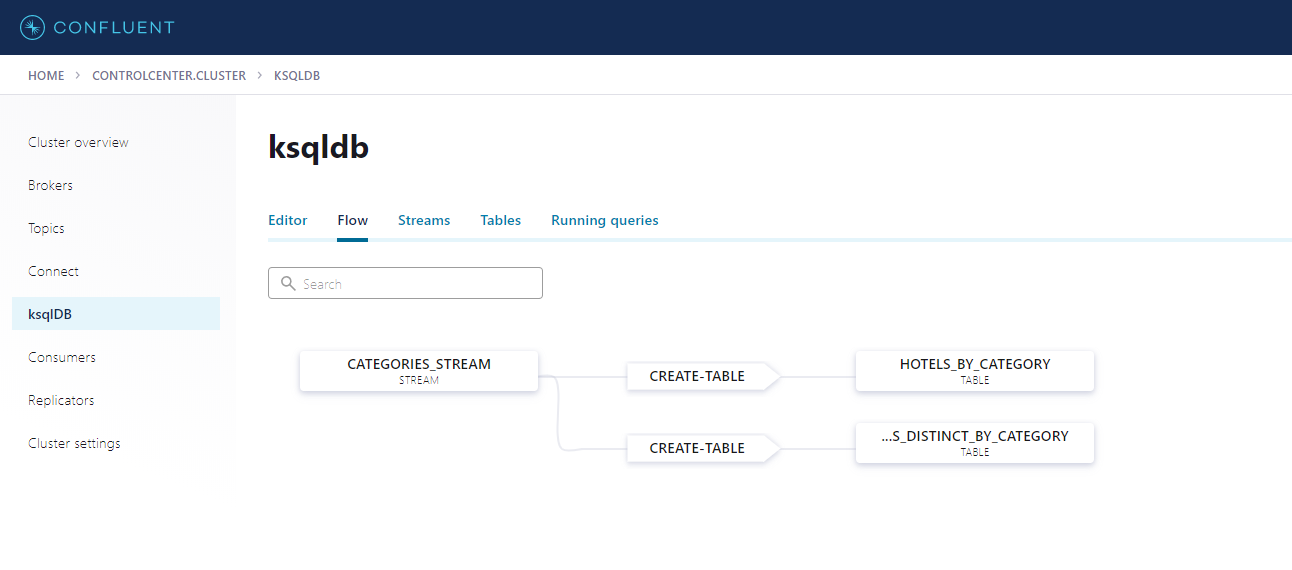 CONFLUENT
HOME > CONTROLCENTER.CLUSTER > KSQLDB
Cluster overview
Brokers
Topics
Connect
ksqlDB
Consumers
Replicators
Cluster settings
ksqldb
Editor Flow Streams Tables Running queries
Search
CATEGORIES_STREAM
STREAM
CREATE-TABLE
HOTELS_BY_CATEGORY
TABLE
CREATE-TABLE
...S_DISTINCT_BY_CATEGORY
TABLE